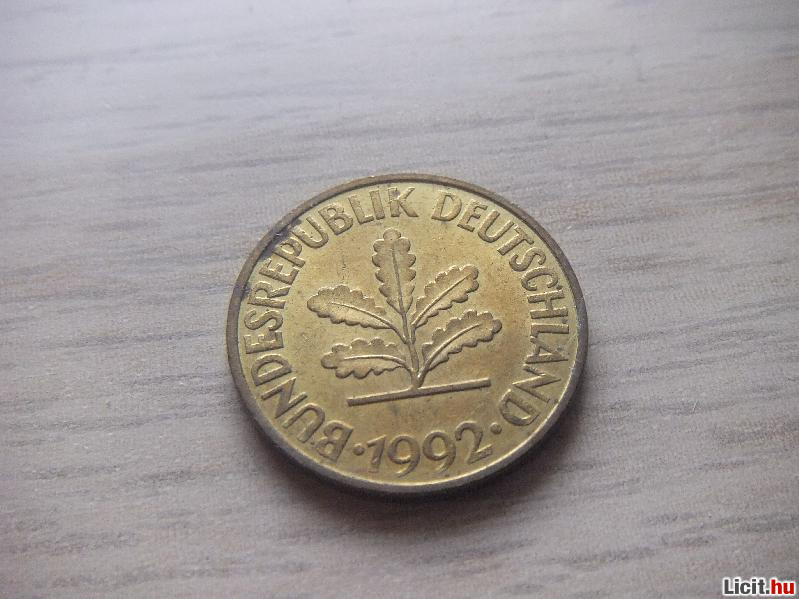 BUNDESREPUBLIK DEUTSCHLAND
· 1992 ·
Licit.hu